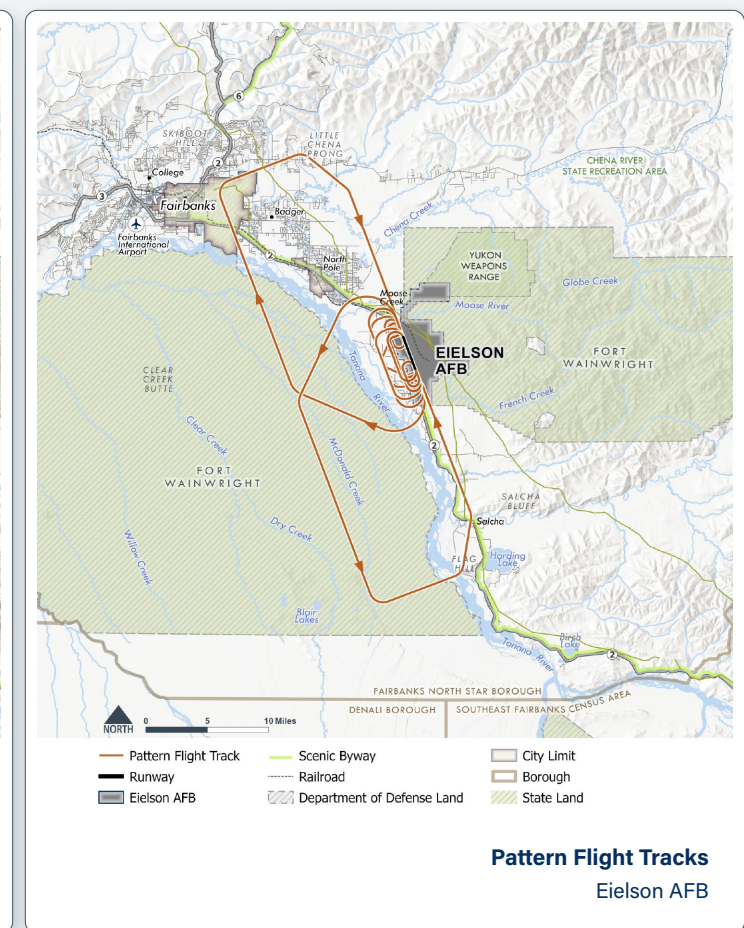 6
SKIBOOT
HILL
LITTLE
CHENA
PRONG
2
College
CHENA RIVER
STATE RECREATION AREA
3
Fairbanks
Badger
Fairbanks
International
Airport
Chena Creek
2
North
Pole
YUKON
WEAPONS
RANGE
Globe Creek
Moose
Creek
Moose River
EIELSON
AFB
FORT
WAINWRIGHT
Tanana River
CLEAR
CREEK
BUTTE
French Creek
Clear Creek
McDonald Creek
2
FORT
WAINWRIGHT
SALCHA
BLUFF
Dry Creek
Salcha
Willow Creek
FLAG
HILL
Harding
Lake
Blair
Lakes
Tanana River
Birch
Lake
2
FAIRBANKS NORTH STAR BOROUGH
DENALI BOROUGH
SOUTHEAST FAIRBANKS CENSUS AREA
NORTH
0 5 10 Miles
Pattern Flight Track
Scenic Byway
City Limit
Runway
Railroad
Borough
Eielson AFB
Department of Defense Land
State Land
Pattern Flight Tracks
Eielson AFB